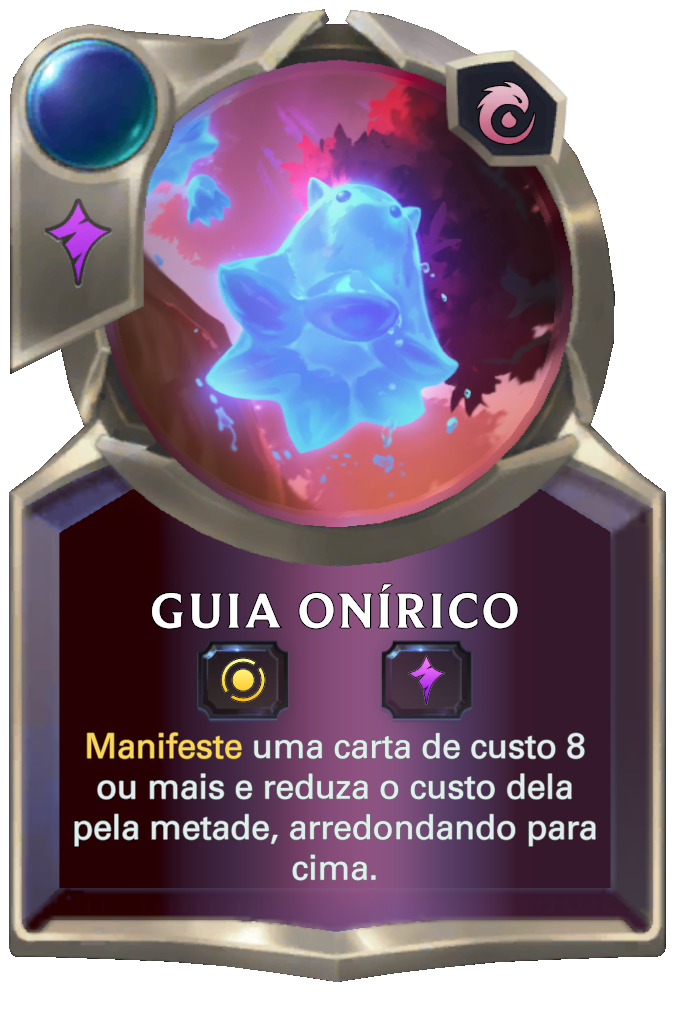 GUIA ONÍRICO
Manifeste uma carta de custo 8
ou mais e reduza o custo dela
pela metade, arredondando para
cima.